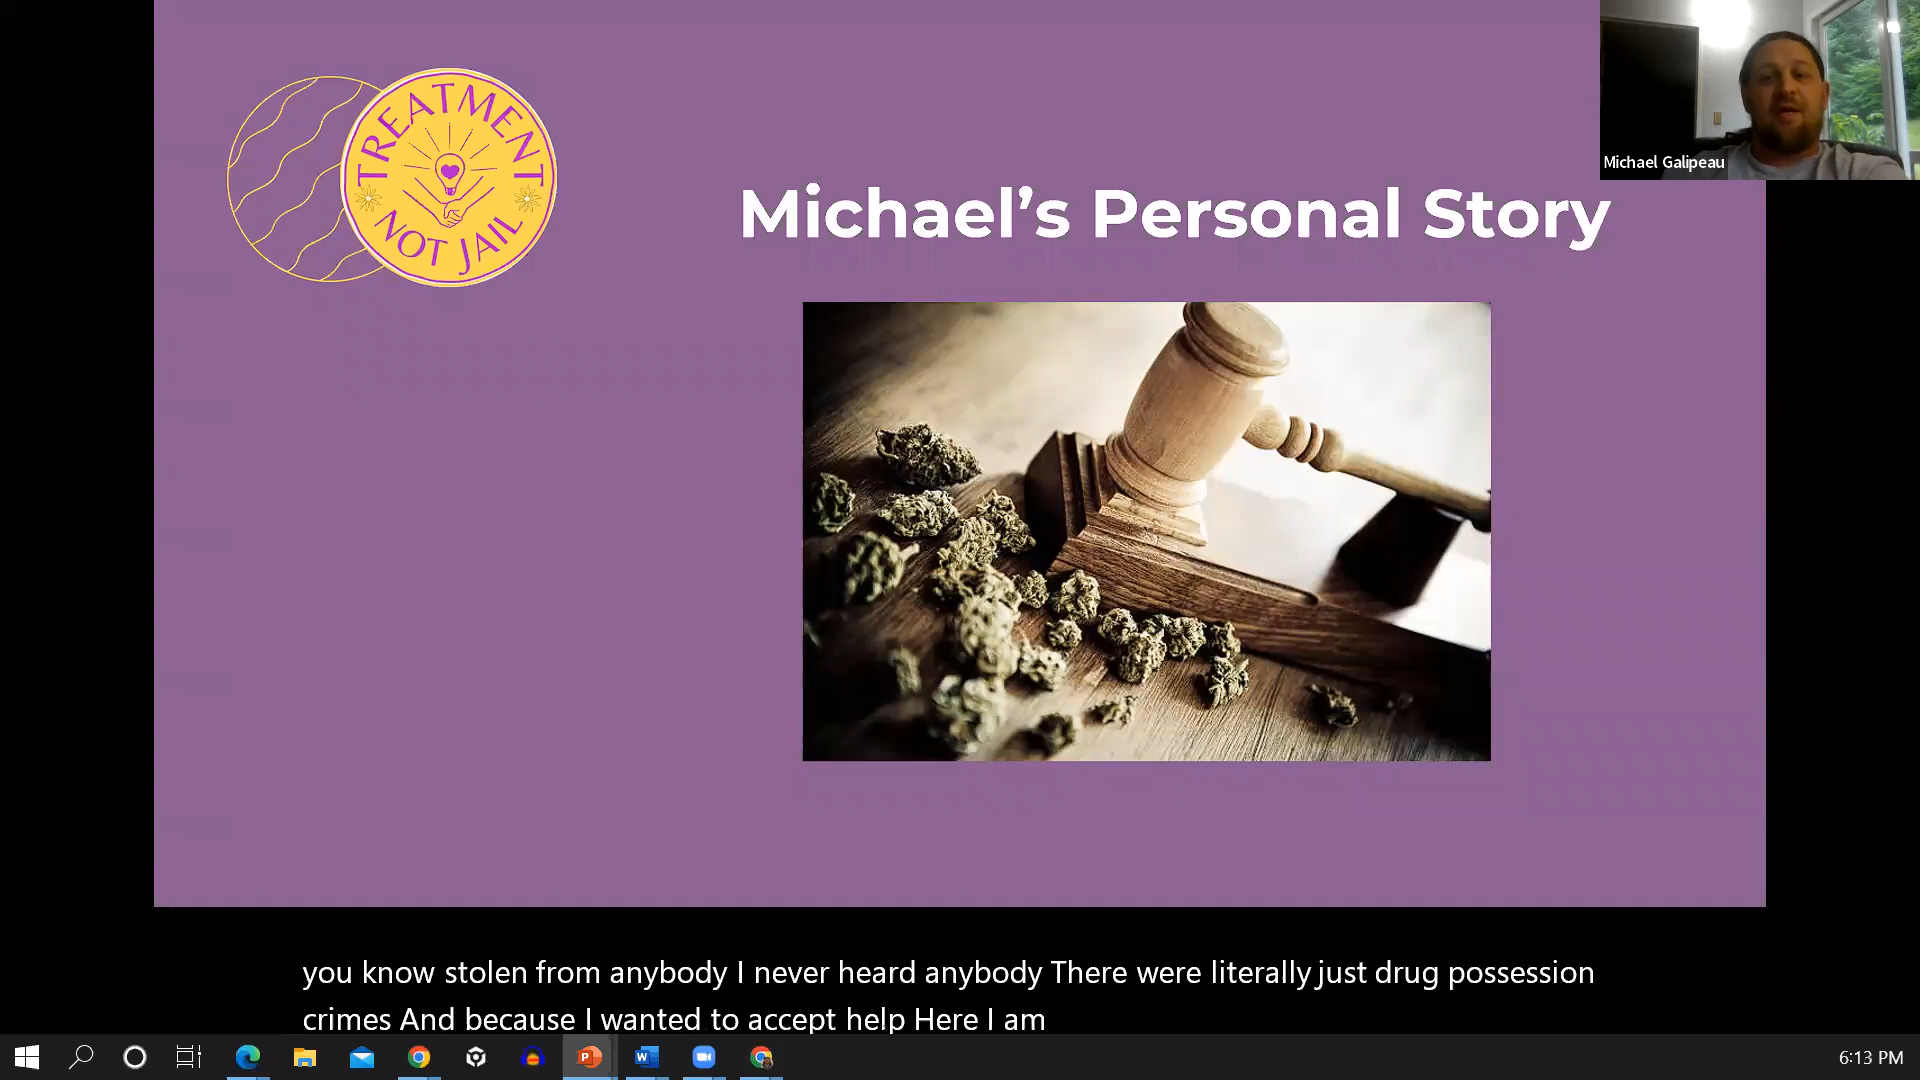 TREATMENT
NOT JAIL
Michael Galipeau
Michael’s Personal Story
you know stolen from anybody I never heard anybody There were literally just drug possession
crimes And because I wanted to accept help Here I am
6:13 PM